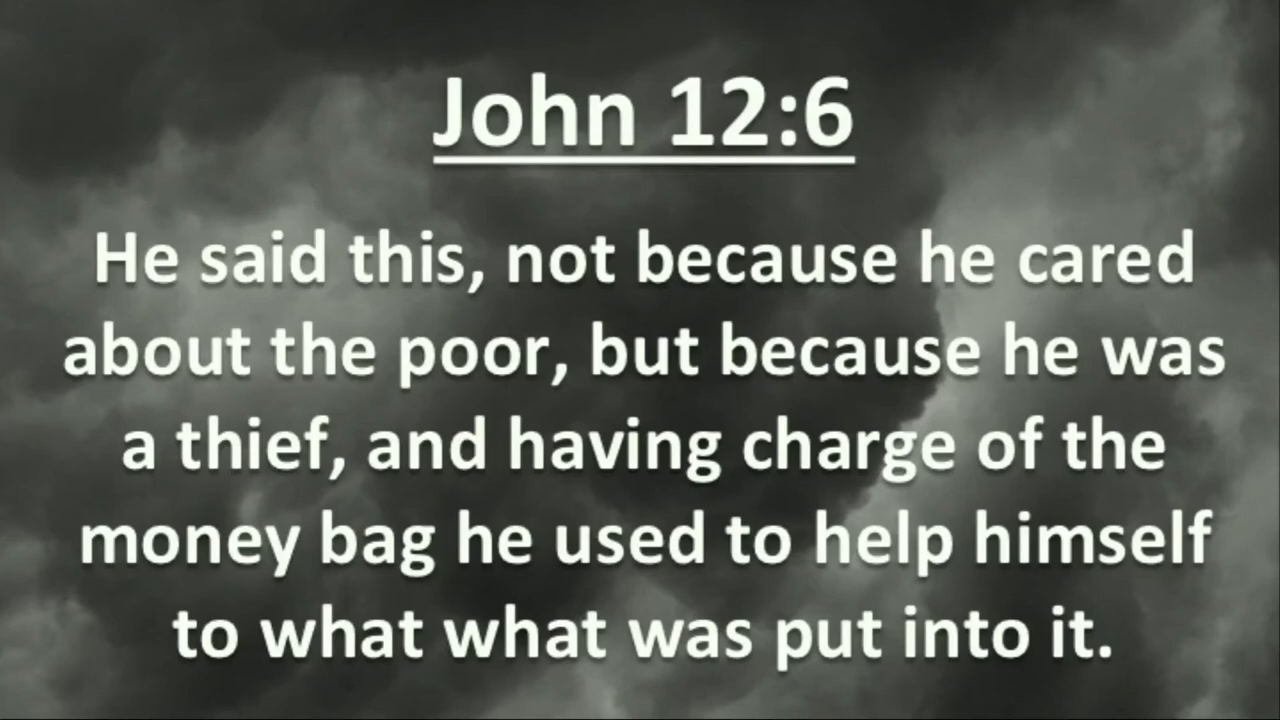 John 12:6
He said this, not because he cared
about the poor, but because he was
a thief, and having charge of the
money bag he used to help himself
to what what was put into it.